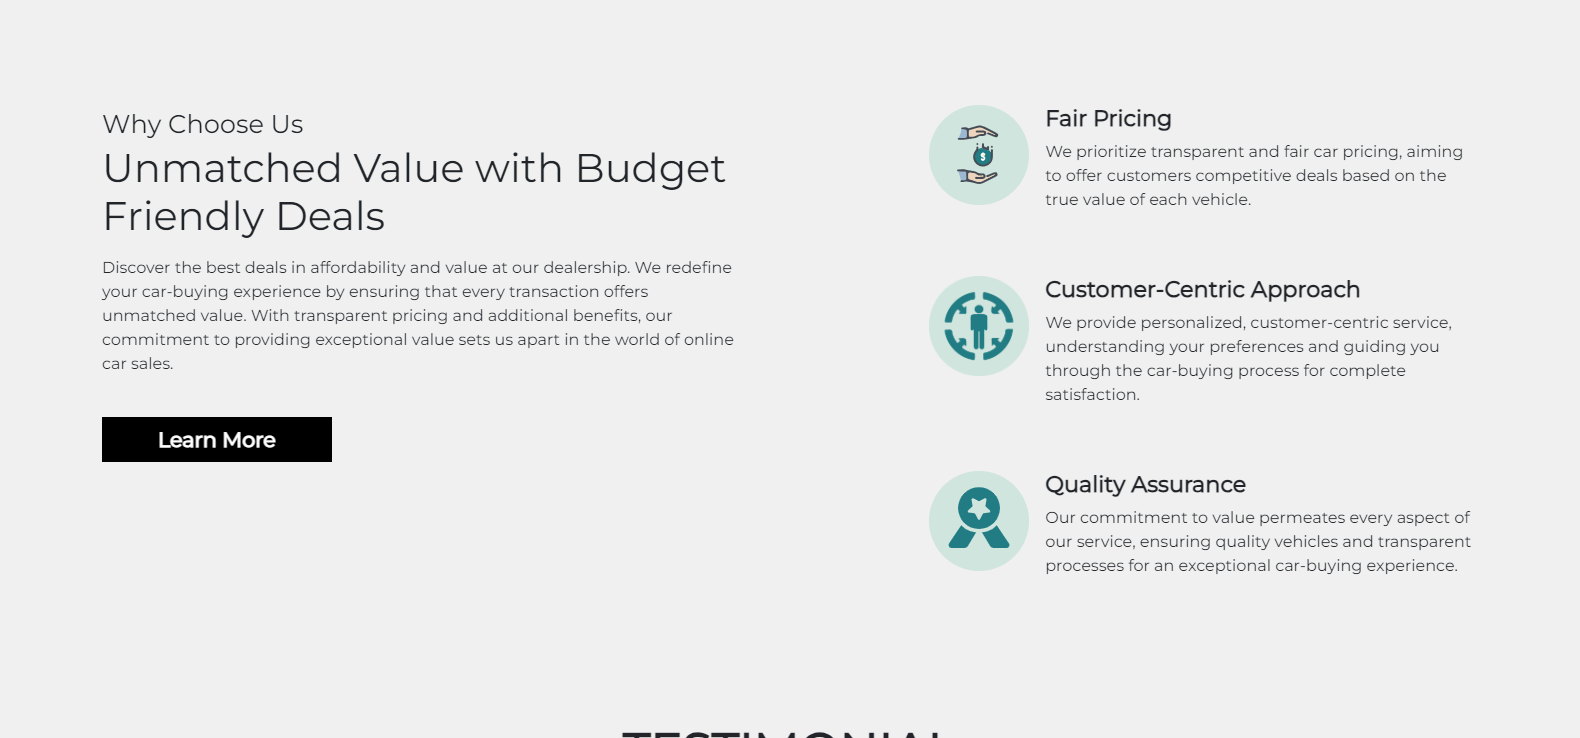 Why Choose Us
Unmatched Value with Budget
Friendly Deals
Discover the best deals in affordability and value at our dealership. We redefine
your car-buying experience by ensuring that every transaction offers
unmatched value. With transparent pricing and additional benefits, our
commitment to providing exceptional value sets us apart in the world of online
car sales.
Learn More
Fair Pricing
We prioritize transparent and fair car pricing, aiming
to offer customers competitive deals based on the
true value of each vehicle.
Customer-Centric Approach
We provide personalized, customer-centric service,
understanding your preferences and guiding you
through the car-buying process for complete
satisfaction.
Quality Assurance
Our commitment to value permeates every aspect of
our service, ensuring quality vehicles and transparent
processes for an exceptional car-buying experience.
TESTIMONIAL